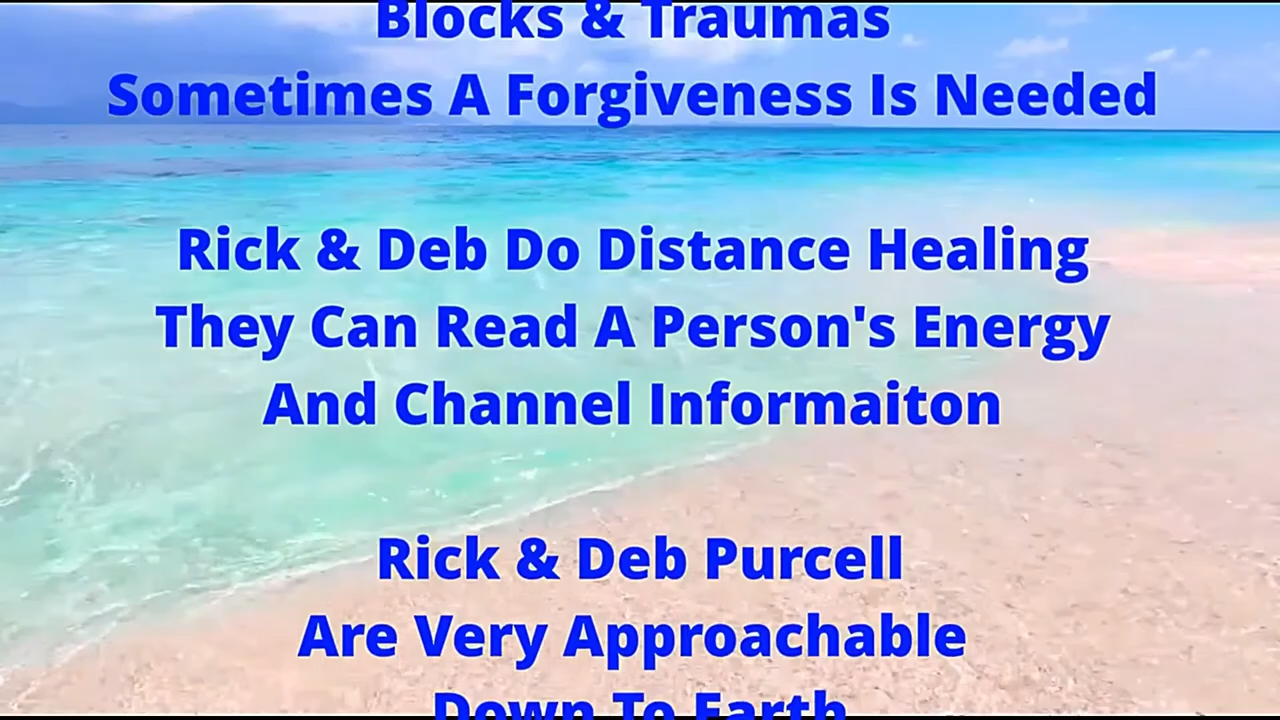 Blocks & Traumas
Sometimes A Forgiveness Is Needed
Rick & Deb Do Distance Healing
They Can Read A Person's Energy
And Channel Informaiton
Rick & Deb Purcell
Are Very Approachable
Down To Earth